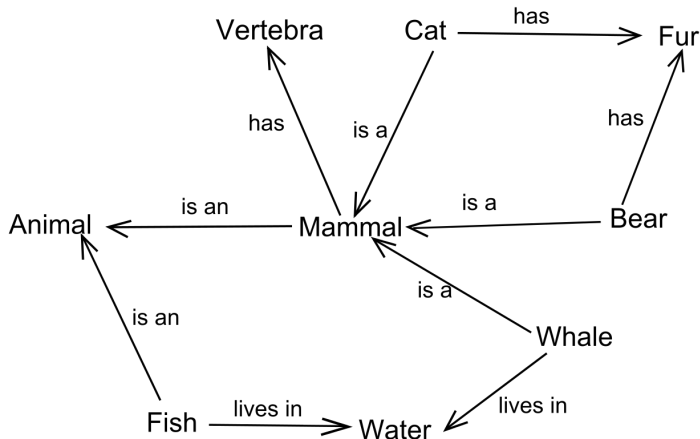 Vertebra
Cat
has
Fur
has
is a
has
Animal
is an
Mammal
is a
Bear
is a
is an
Whale
Fish
lives in
Water
lives in